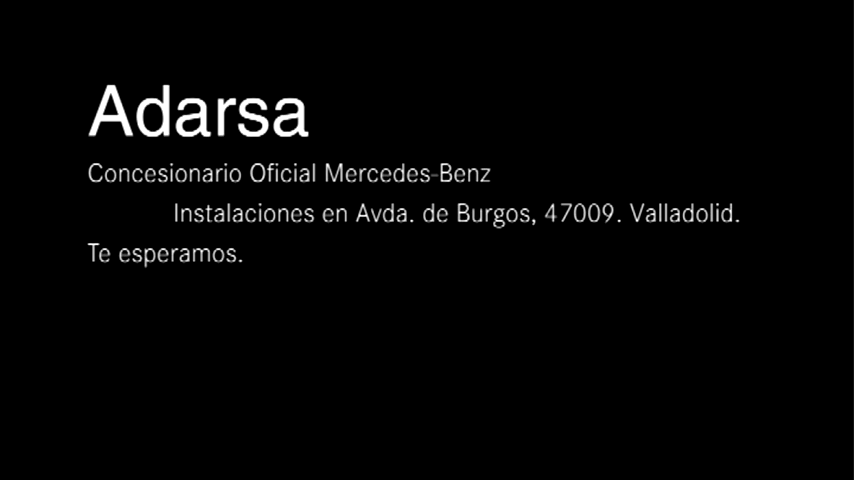 Adarsa
Concesionario Oficial Mercedes-Benz
Instalaciones en Avda. de Burgos, 47009. Valladolid.
Te esperamos.